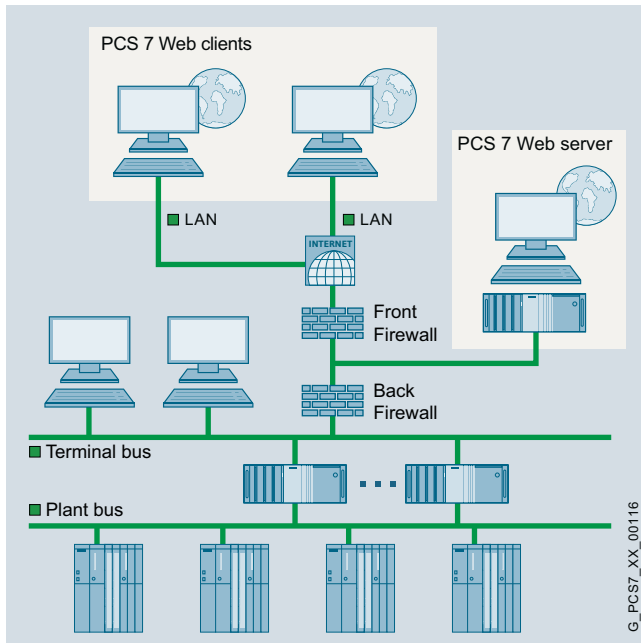 PCS 7 Web clients
PCS 7 Web server
LAN
LAN
INTERNET
Front
Firewall
Back
Firewall
Terminal bus
Plant bus
G_PCS7_XX_00116